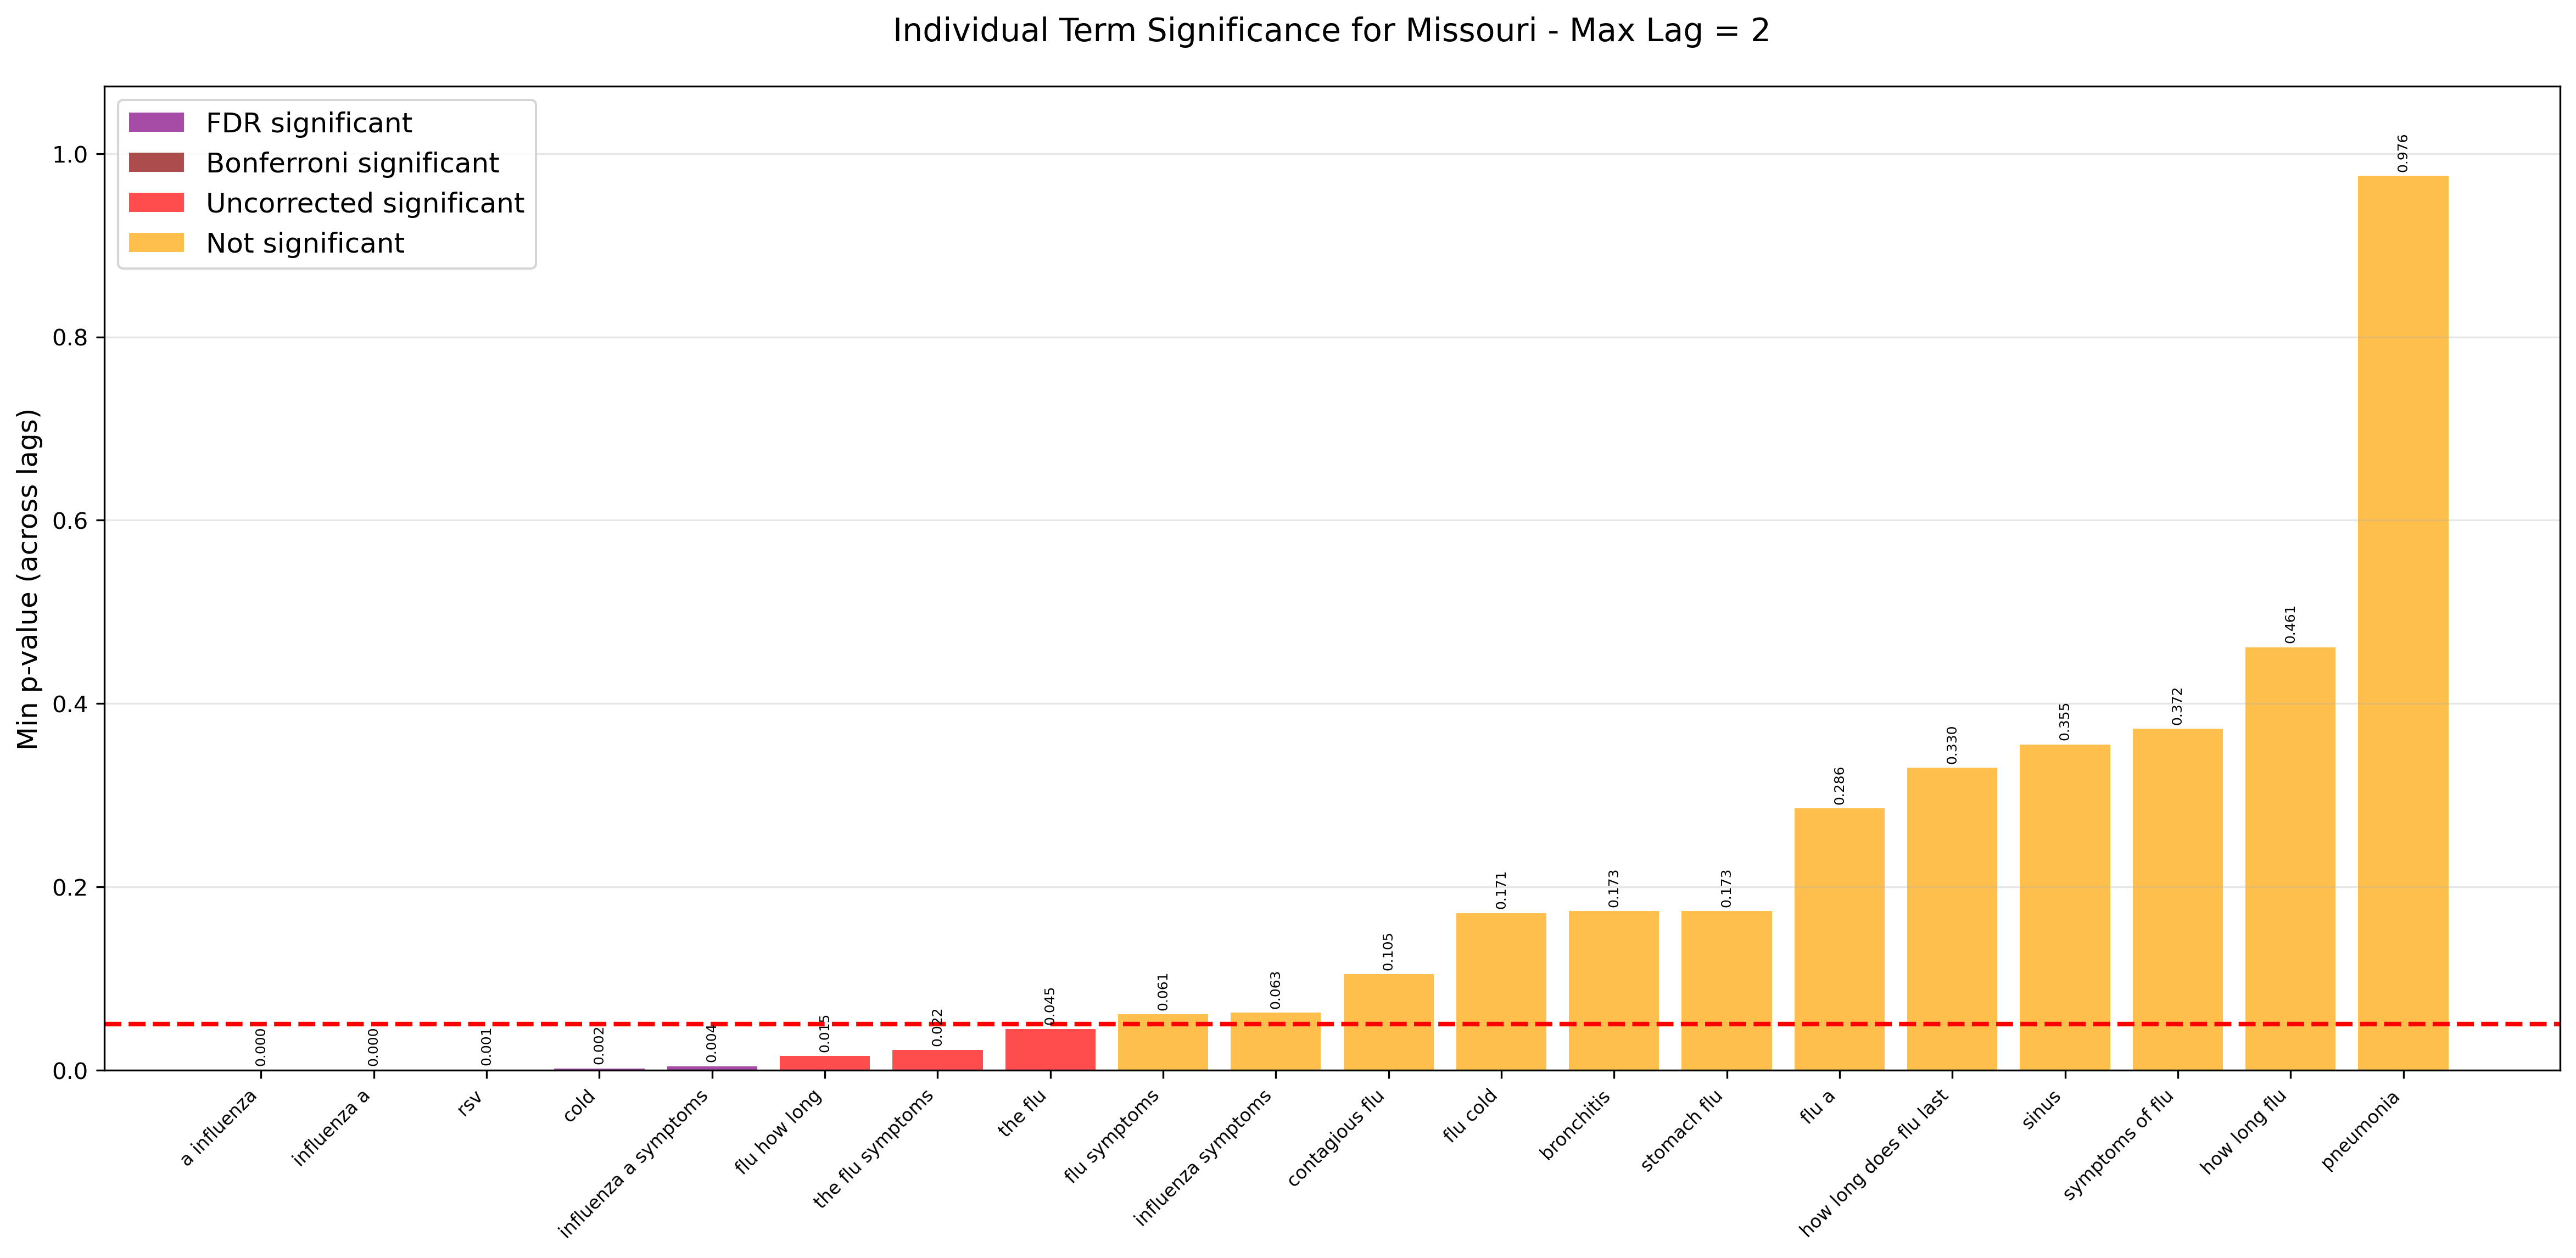 Individual Term Significance for Missouri - Max Lag = 2
FDR significant
Bonferroni significant
Uncorrected significant
Not significant
Min p-value (across lags)
1.0
0.8
0.6
0.4
0.2
0.0
0.000
0.000
0.001
0.002
0.004
0.015
0.022
0.045
0.061
0.063
0.105
0.171
0.173
0.173
0.286
0.330
0.355
0.372
0.461
0.976
a influenza
influenza a
rsv
cold
influenza a symptoms
flu how long
the flu symptoms
the flu
flu symptoms
influenza symptoms
contagious flu
flu cold
bronchitis
stomach flu
flu a
how long does flu last
sinus
symptoms of flu
how long flu
pneumonia